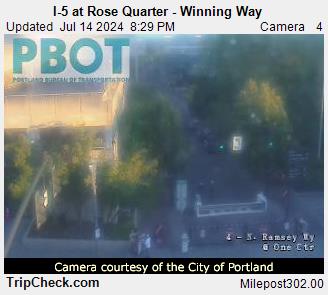 I-5 at Rose Quarter - Winning Way
Updated Jul 14 2024 8:29 PM Camera 4
PBOT
PORTLAND BUREAU OF TRANSPORTATION
4 - N. Ramsey Wy
@ One Ctr
Camera courtesy of the City of Portland
TripCheck.com Milepost302.00